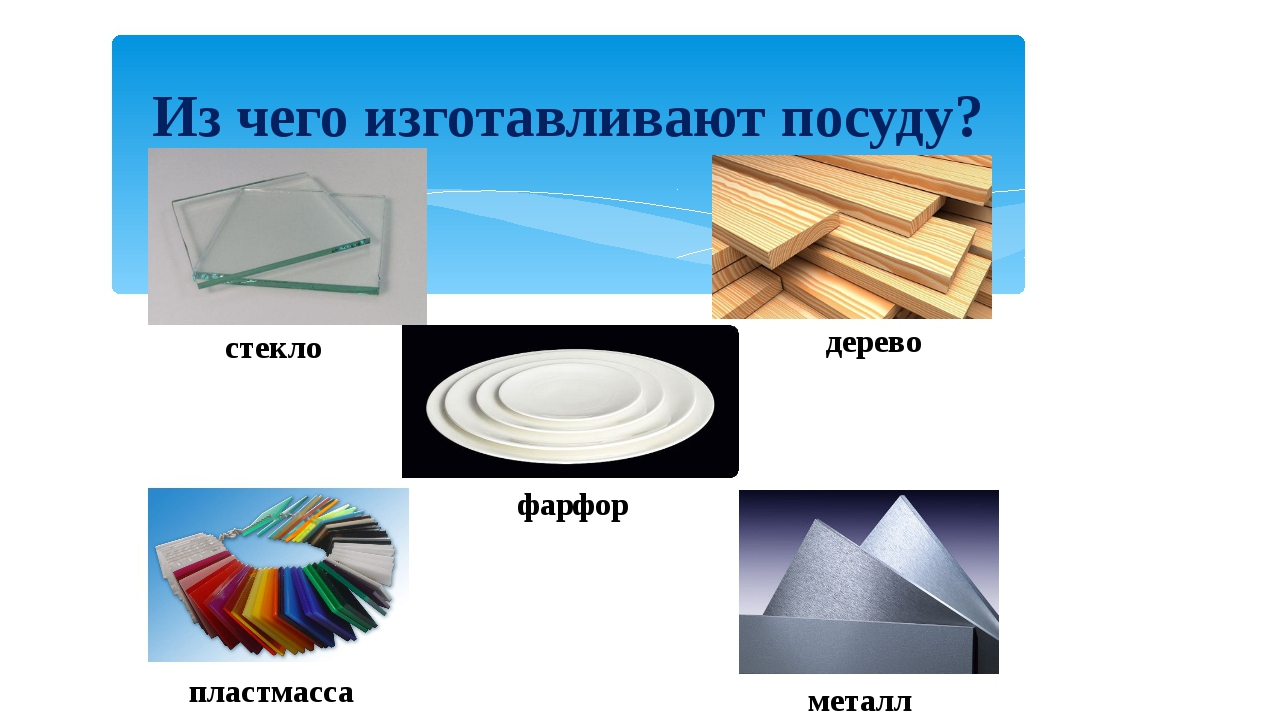 Из чего изготавливают посуду?
стекло
дерево
фарфор
пластмасса
металл